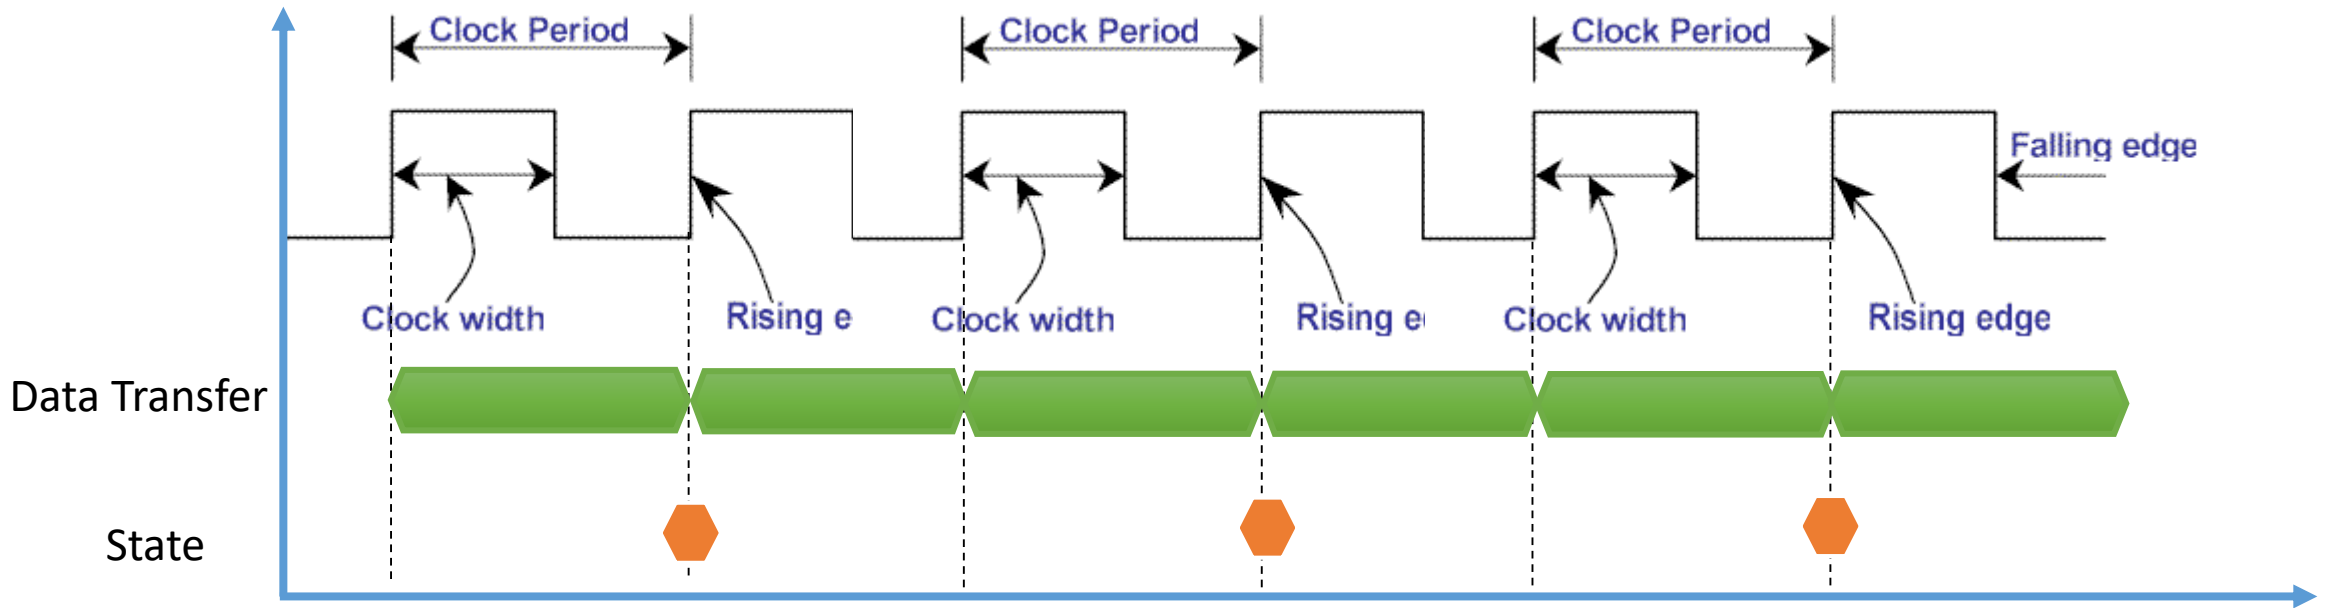 Clock Period
Clock Period
Clock Period
Falling edge
Clock width
Rising e
Clock width
Rising e
Clock width
Rising edge
Data Transfer
State